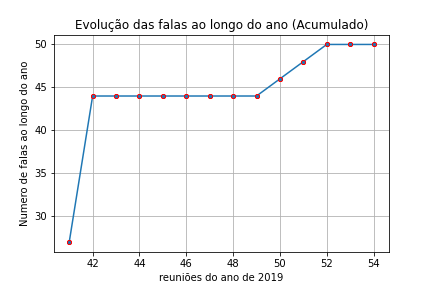 Evolução das falas ao longo do ano (Acumulado)
Numero de falas ao longo do ano
50
45
40
35
30
42 44 46 48 50 52 54
reuniões do ano de 2019